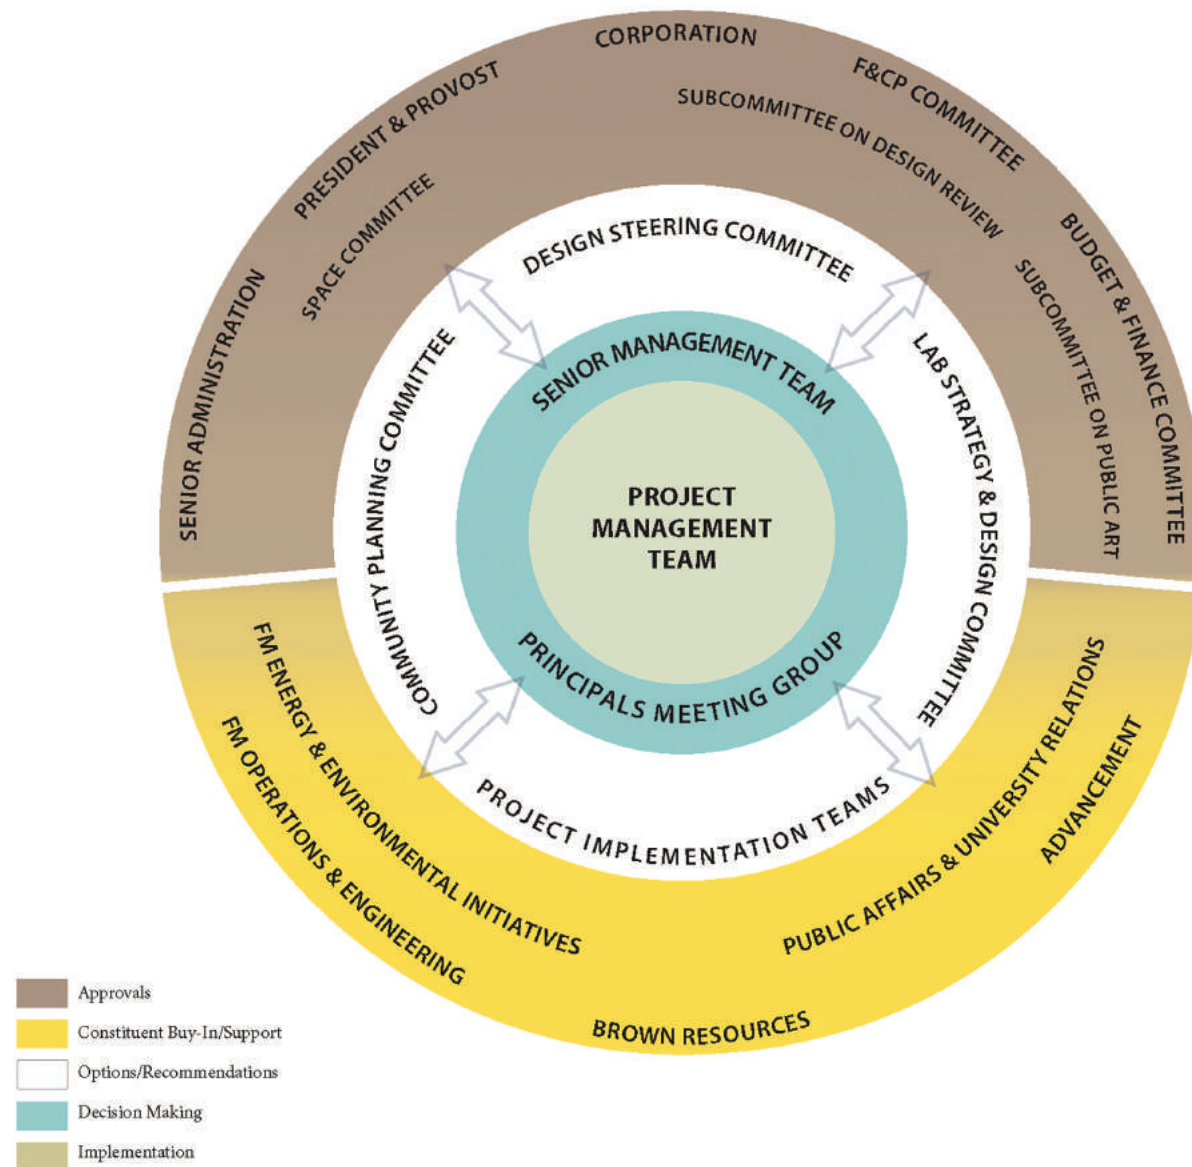 CORPORATION
PRESIDENT & PROVOST
F&CP COMMITTEE
SUBCOMMITTEE ON DESIGN REVIEW
SPACE COMMITTEE
SENIOR ADMINISTRATION
BUDGET & FINANCE COMMITTEE
SUBCOMMITTEE ON PUBLIC ART
DESIGN STEERING COMMITTEE
COMMUNITY PLANNING COMMITTEE
LAB STRATEGY & DESIGN COMMITTEE
SENIOR MANAGEMENT TEAM
PROJECT
MANAGEMENT
TEAM
PRINCIPALS MEETING GROUP
PROJECT IMPLEMENTATION TEAMS
FM ENERGY & ENVIRONMENTAL INITIATIVES
FM OPERATIONS & ENGINEERING
PUBLIC AFFAIRS & UNIVERSITY RELATIONS
ADVANCEMENT
BROWN RESOURCES
Approvals
Constituent Buy-In/Support
Options/Recommendations
Decision Making
Implementation